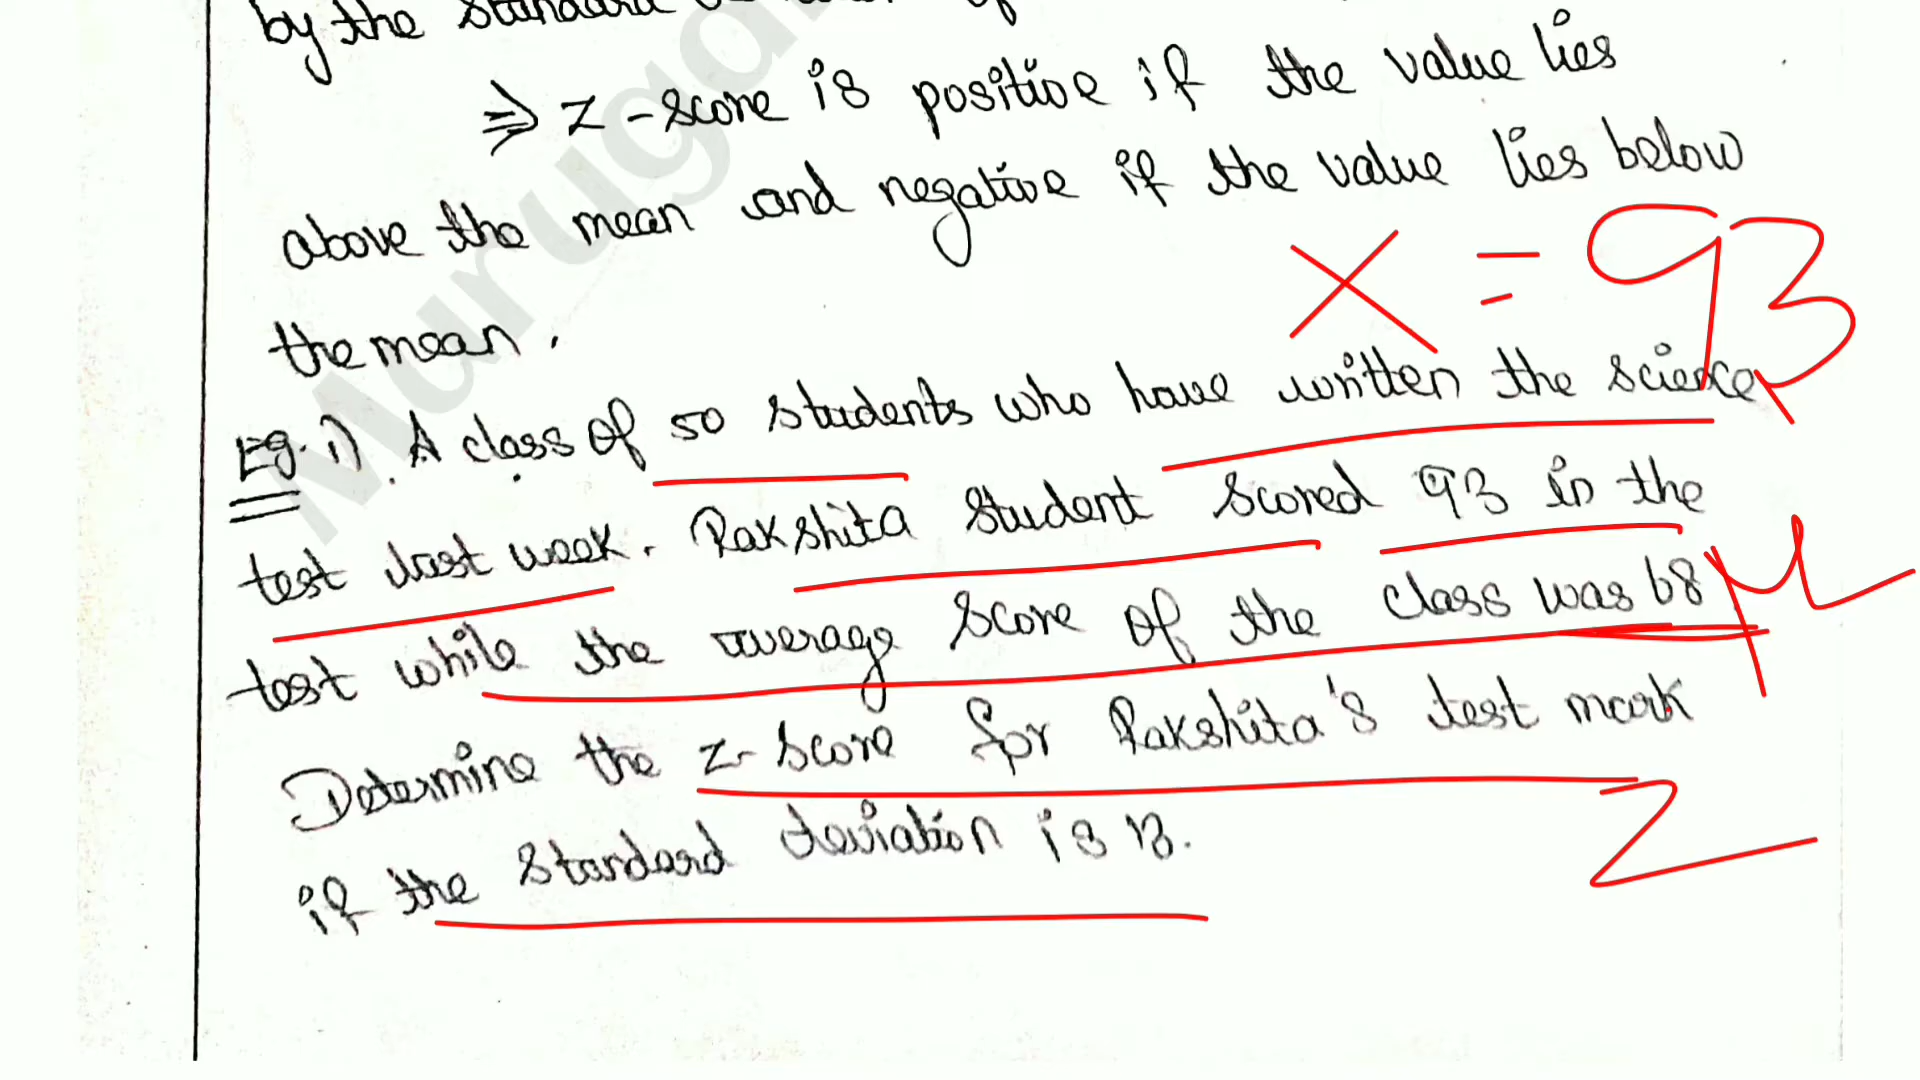 by the standard
⇒ Z-score is positive if the value lies
above the mean and negative if the value lies below
the mean.
X = 93
Eg. 1) A class of 50 students who have written the science
test last week. Rakshita student scored 93 in the
test while the average score of the class was 68
μ
Determine the z-score for Rakshita's test mark
Z
if the standard deviation is 13.
Muruga